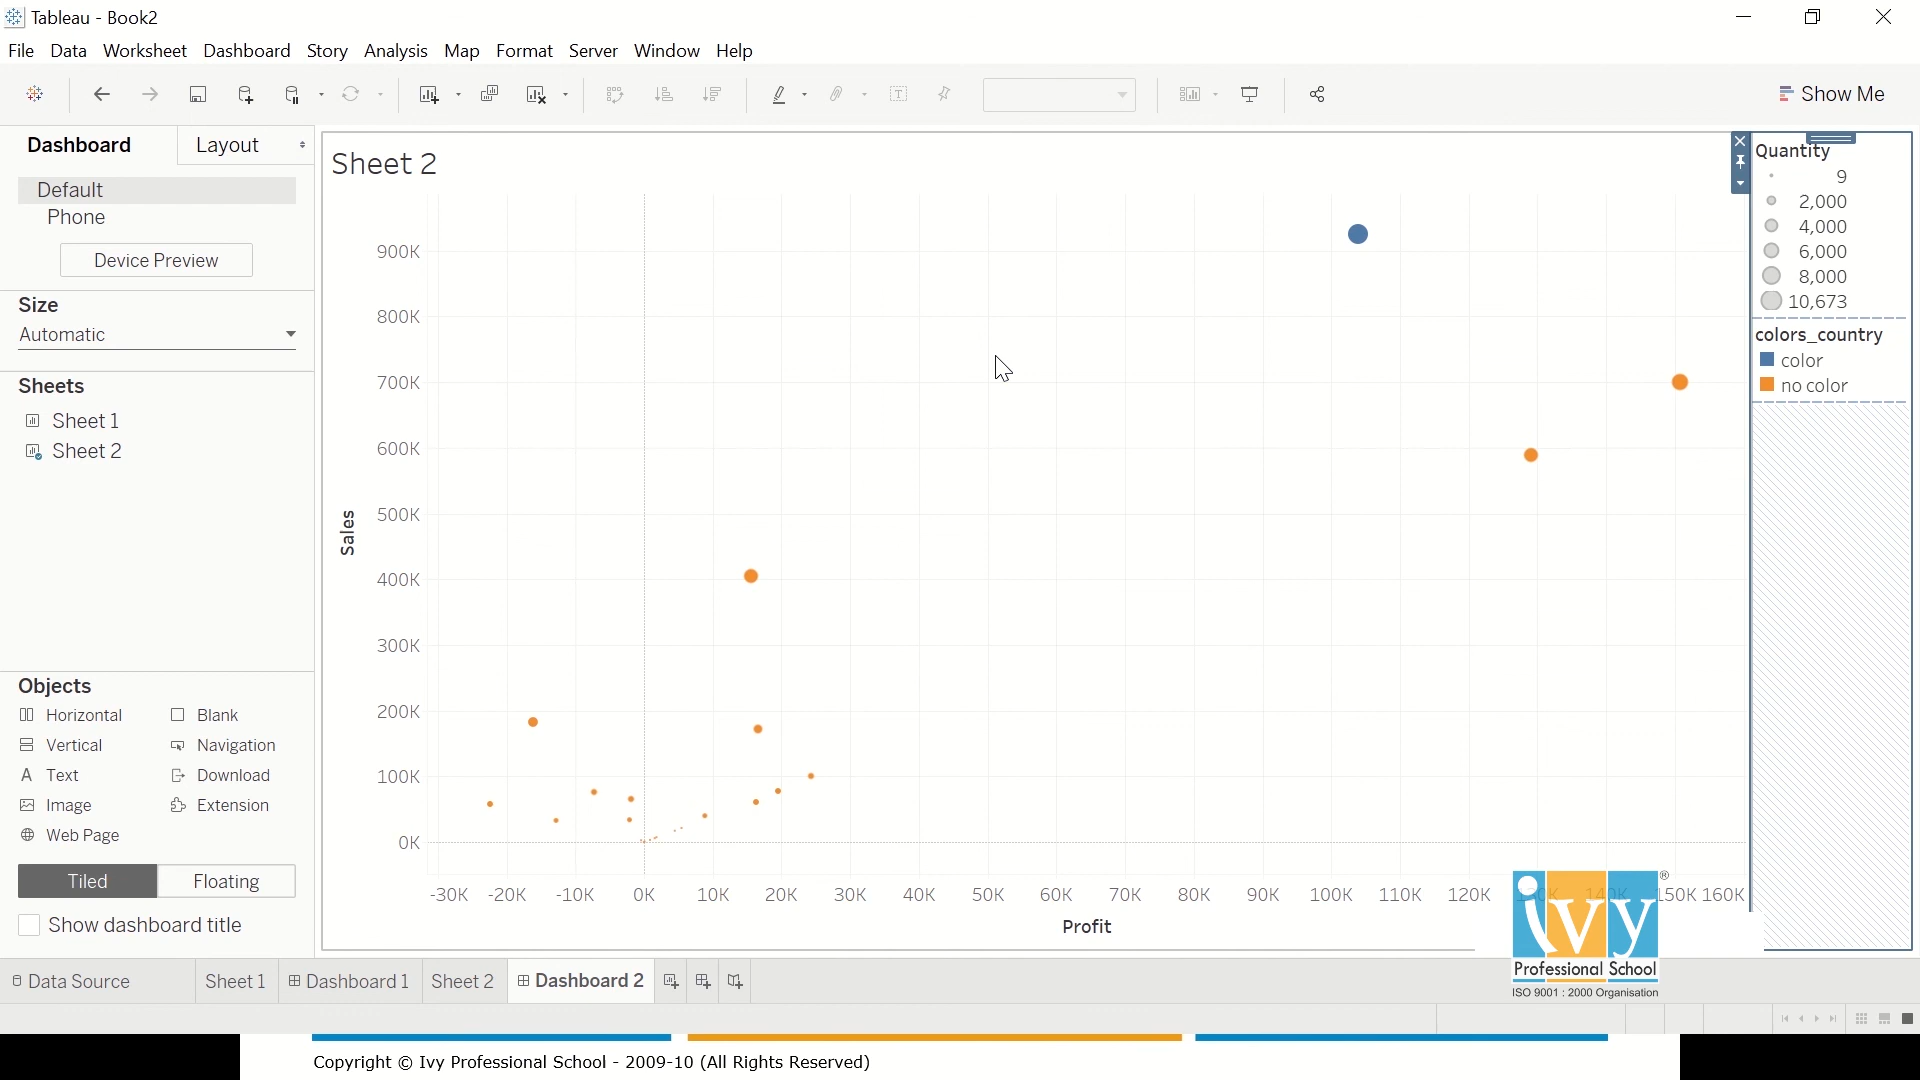 Tableau - Book2
File Data Worksheet Dashboard Story Analysis Map Format Server Window Help
Show Me
Dashboard Layout
Default
Phone
Device Preview
Size
Automatic
Sheets
Sheet 1
Sheet 2
Objects
Horizontal Blank
Vertical Navigation
A Text Download
Image Extension
Web Page
Tiled Floating
Show dashboard title
Sheet 2
900K
800K
700K
600K
500K
400K
300K
200K
100K
0K
Sales
-30K -20K -10K 0K 10K 20K 30K 40K 50K 60K 70K 80K 90K 100K 110K 120K 130K 140K 150K 160K
Profit
Quantity
9
2,000
4,000
6,000
8,000
10,673
colors_country
color
no color
ivy ®
Professional School
ISO 9001 : 2000 Organisation
Data Source Sheet 1 Dashboard 1 Sheet 2 Dashboard 2
Copyright © Ivy Professional School - 2009-10 (All Rights Reserved)